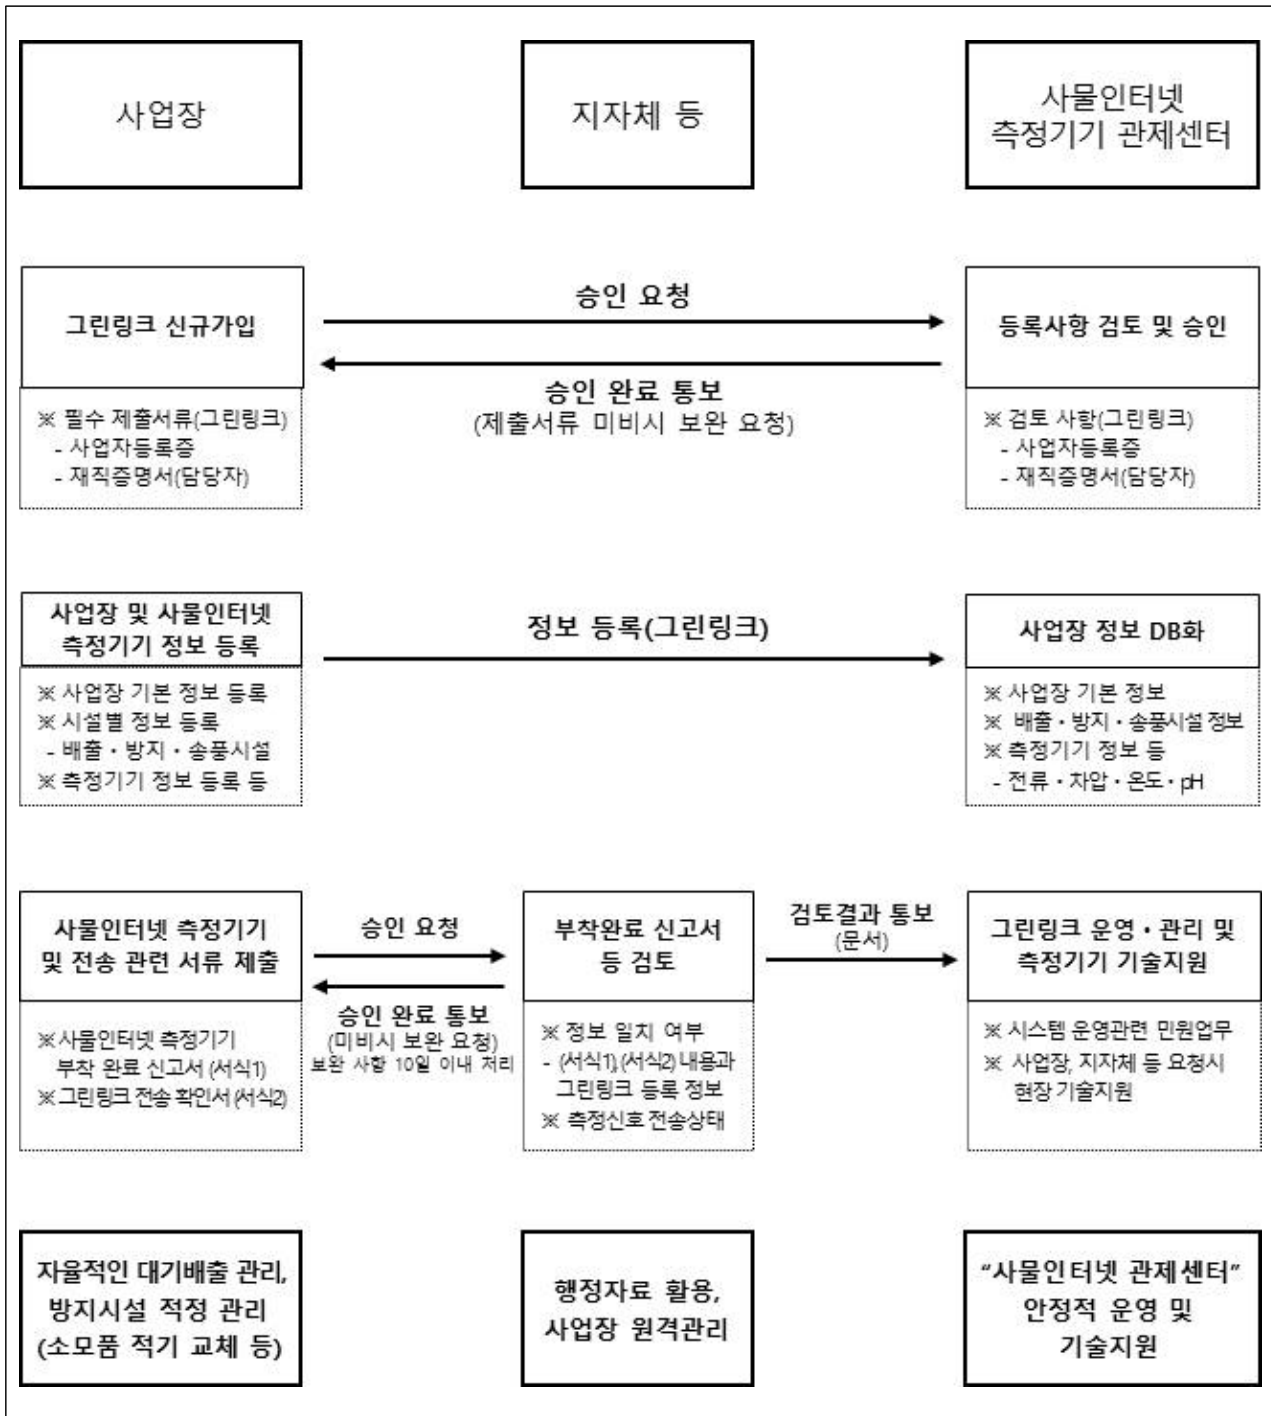 사업장
지자체 등
사물인터넷
측정기기 관제센터
그린링크 신규가입
※ 필수 제출서류(그린링크)
- 사업자등록증
- 재직증명서(담당자)
승인 요청
승인 완료 통보
(제출서류 미비시 보완 요청)
등록사항 검토 및 승인
※ 검토 사항(그린링크)
- 사업자등록증
- 재직증명서(담당자)
사업장 및 사물인터넷
측정기기 정보 등록
※ 사업장 기본 정보 등록
※ 시설별 정보 등록
- 배출・방지・송풍시설
※ 측정기기 정보 등록 등
정보 등록(그린링크)
사업장 정보 DB화
※ 사업장 기본 정보
※ 배출・방지・송풍시설 정보
※ 측정기기 정보 등
- 전류・차압・온도・pH
사물인터넷 측정기기
및 전송 관련 서류 제출
※ 사물인터넷 측정기기
부착 완료 신고서 (서식1)
※ 그린링크 전송 확인서 (서식2)
승인 요청
승인 완료 통보
(미비시 보완 요청)
보완 사항 10일 이내 처리
부착완료 신고서
등 검토
※ 정보 일치 여부
- (서식1),(서식2) 내용과
그린링크 등록 정보
※ 측정신호 전송상태
검토결과 통보
(문서)
그린링크 운영・관리 및
측정기기 기술지원
※ 시스템 운영관련 민원업무
※ 사업장, 지자체 등 요청시
현장 기술지원
자율적인 대기배출 관리,
방지시설 적정 관리
(소모품 적기 교체 등)
행정자료 활용,
사업장 원격관리
“사물인터넷 관제센터”
안정적 운영 및
기술지원